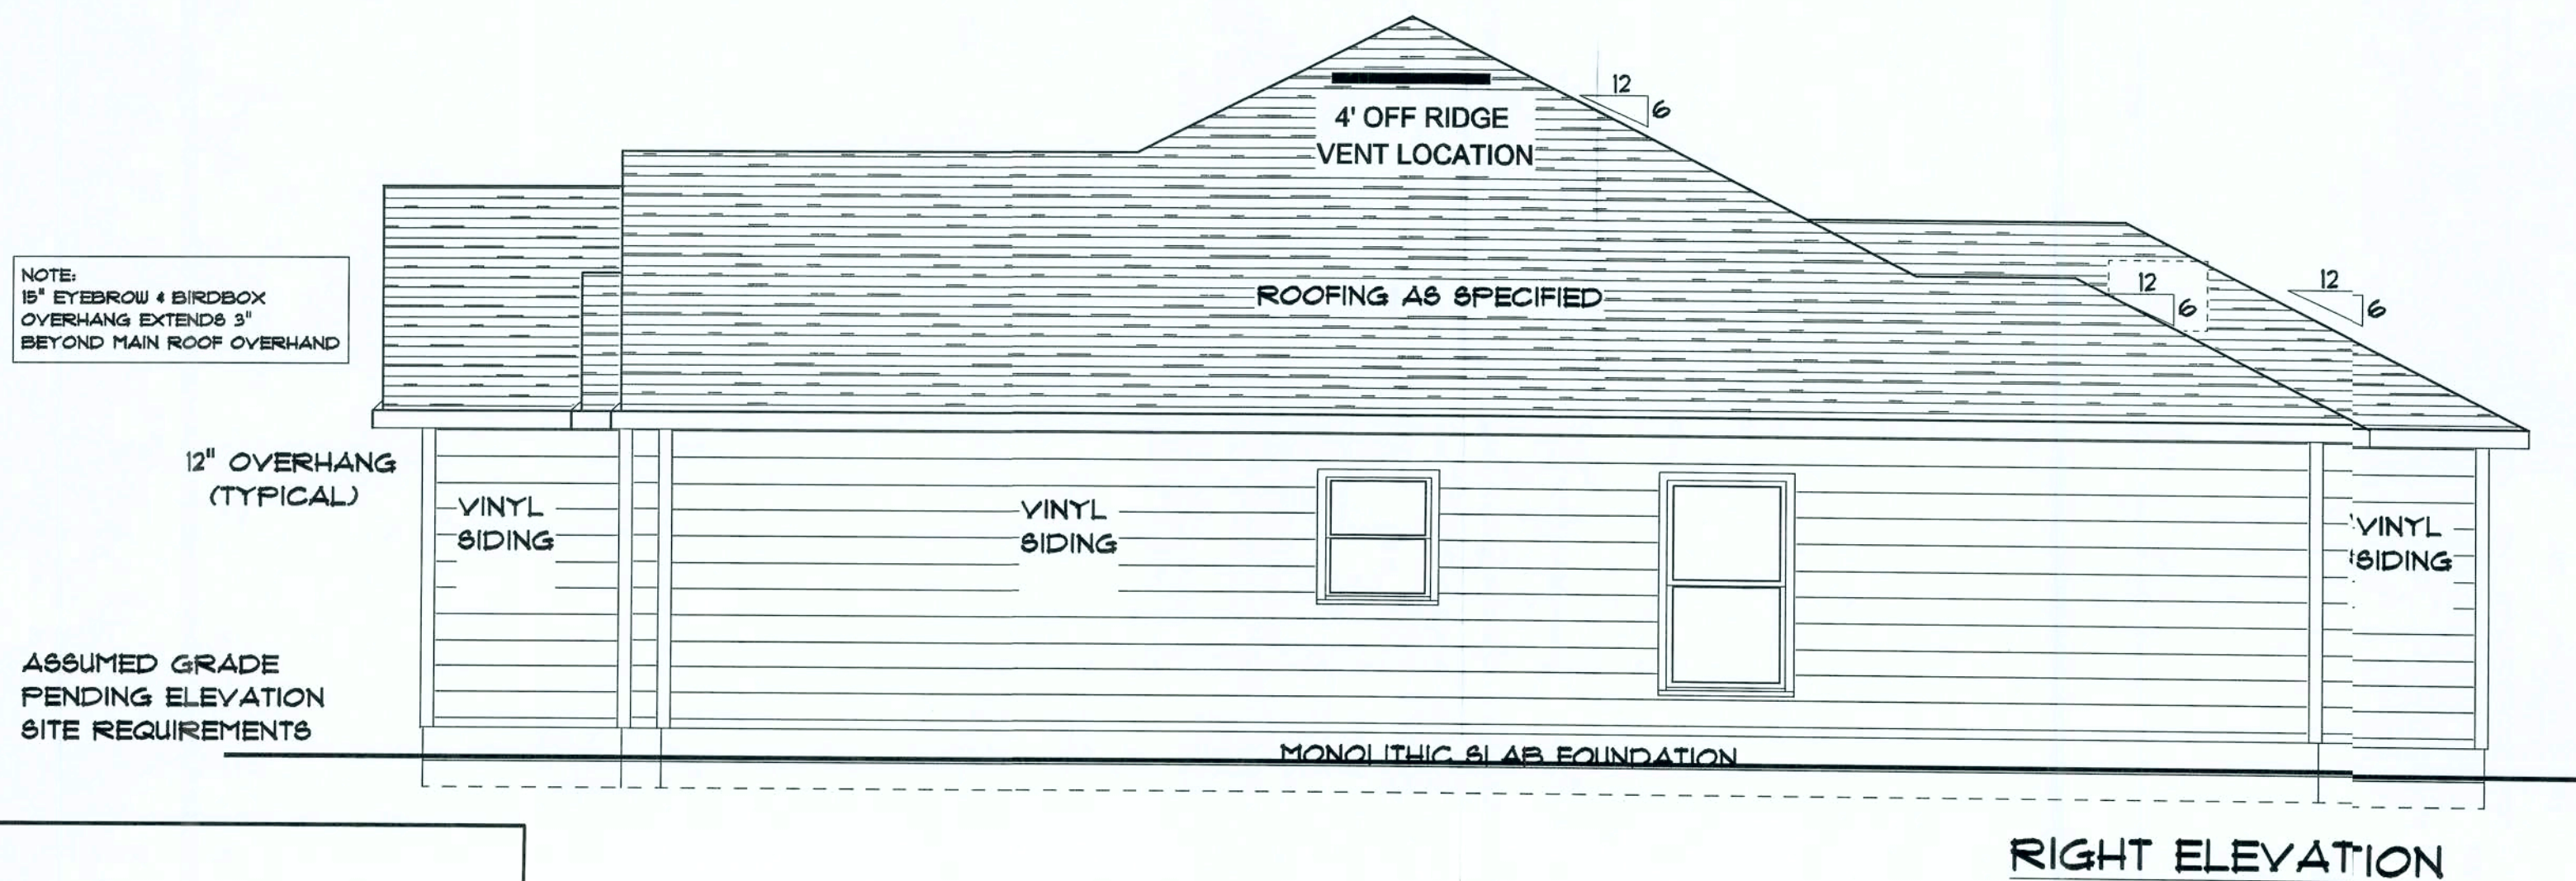 12
6
4' OFF RIDGE
VENT LOCATION
NOTE:
15" EYEBROW & BIRDBOX
OVERHANG EXTENDS 3"
BEYOND MAIN ROOF OVERHAND
ROOFING AS SPECIFIED
12
6
12
6
12" OVERHANG
(TYPICAL)
VINYL
SIDING
VINYL
SIDING
VINYL
SIDING
ASSUMED GRADE
PENDING ELEVATION
SITE REQUIREMENTS
MONOLITHIC SLAB FOUNDATION
RIGHT ELEVATION